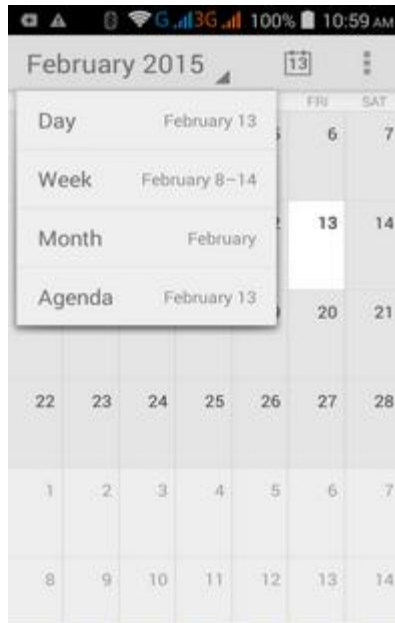 G 3G 100% 10:59 AM
February 2015 13
FRI SAT
Day February 13
6 7
Week February 8–14
Month February
13 14
Agenda February 13
20 21
22 23 24 25 26 27 28
1 2 3 4 5 6 7
8 9 10 11 12 13 14